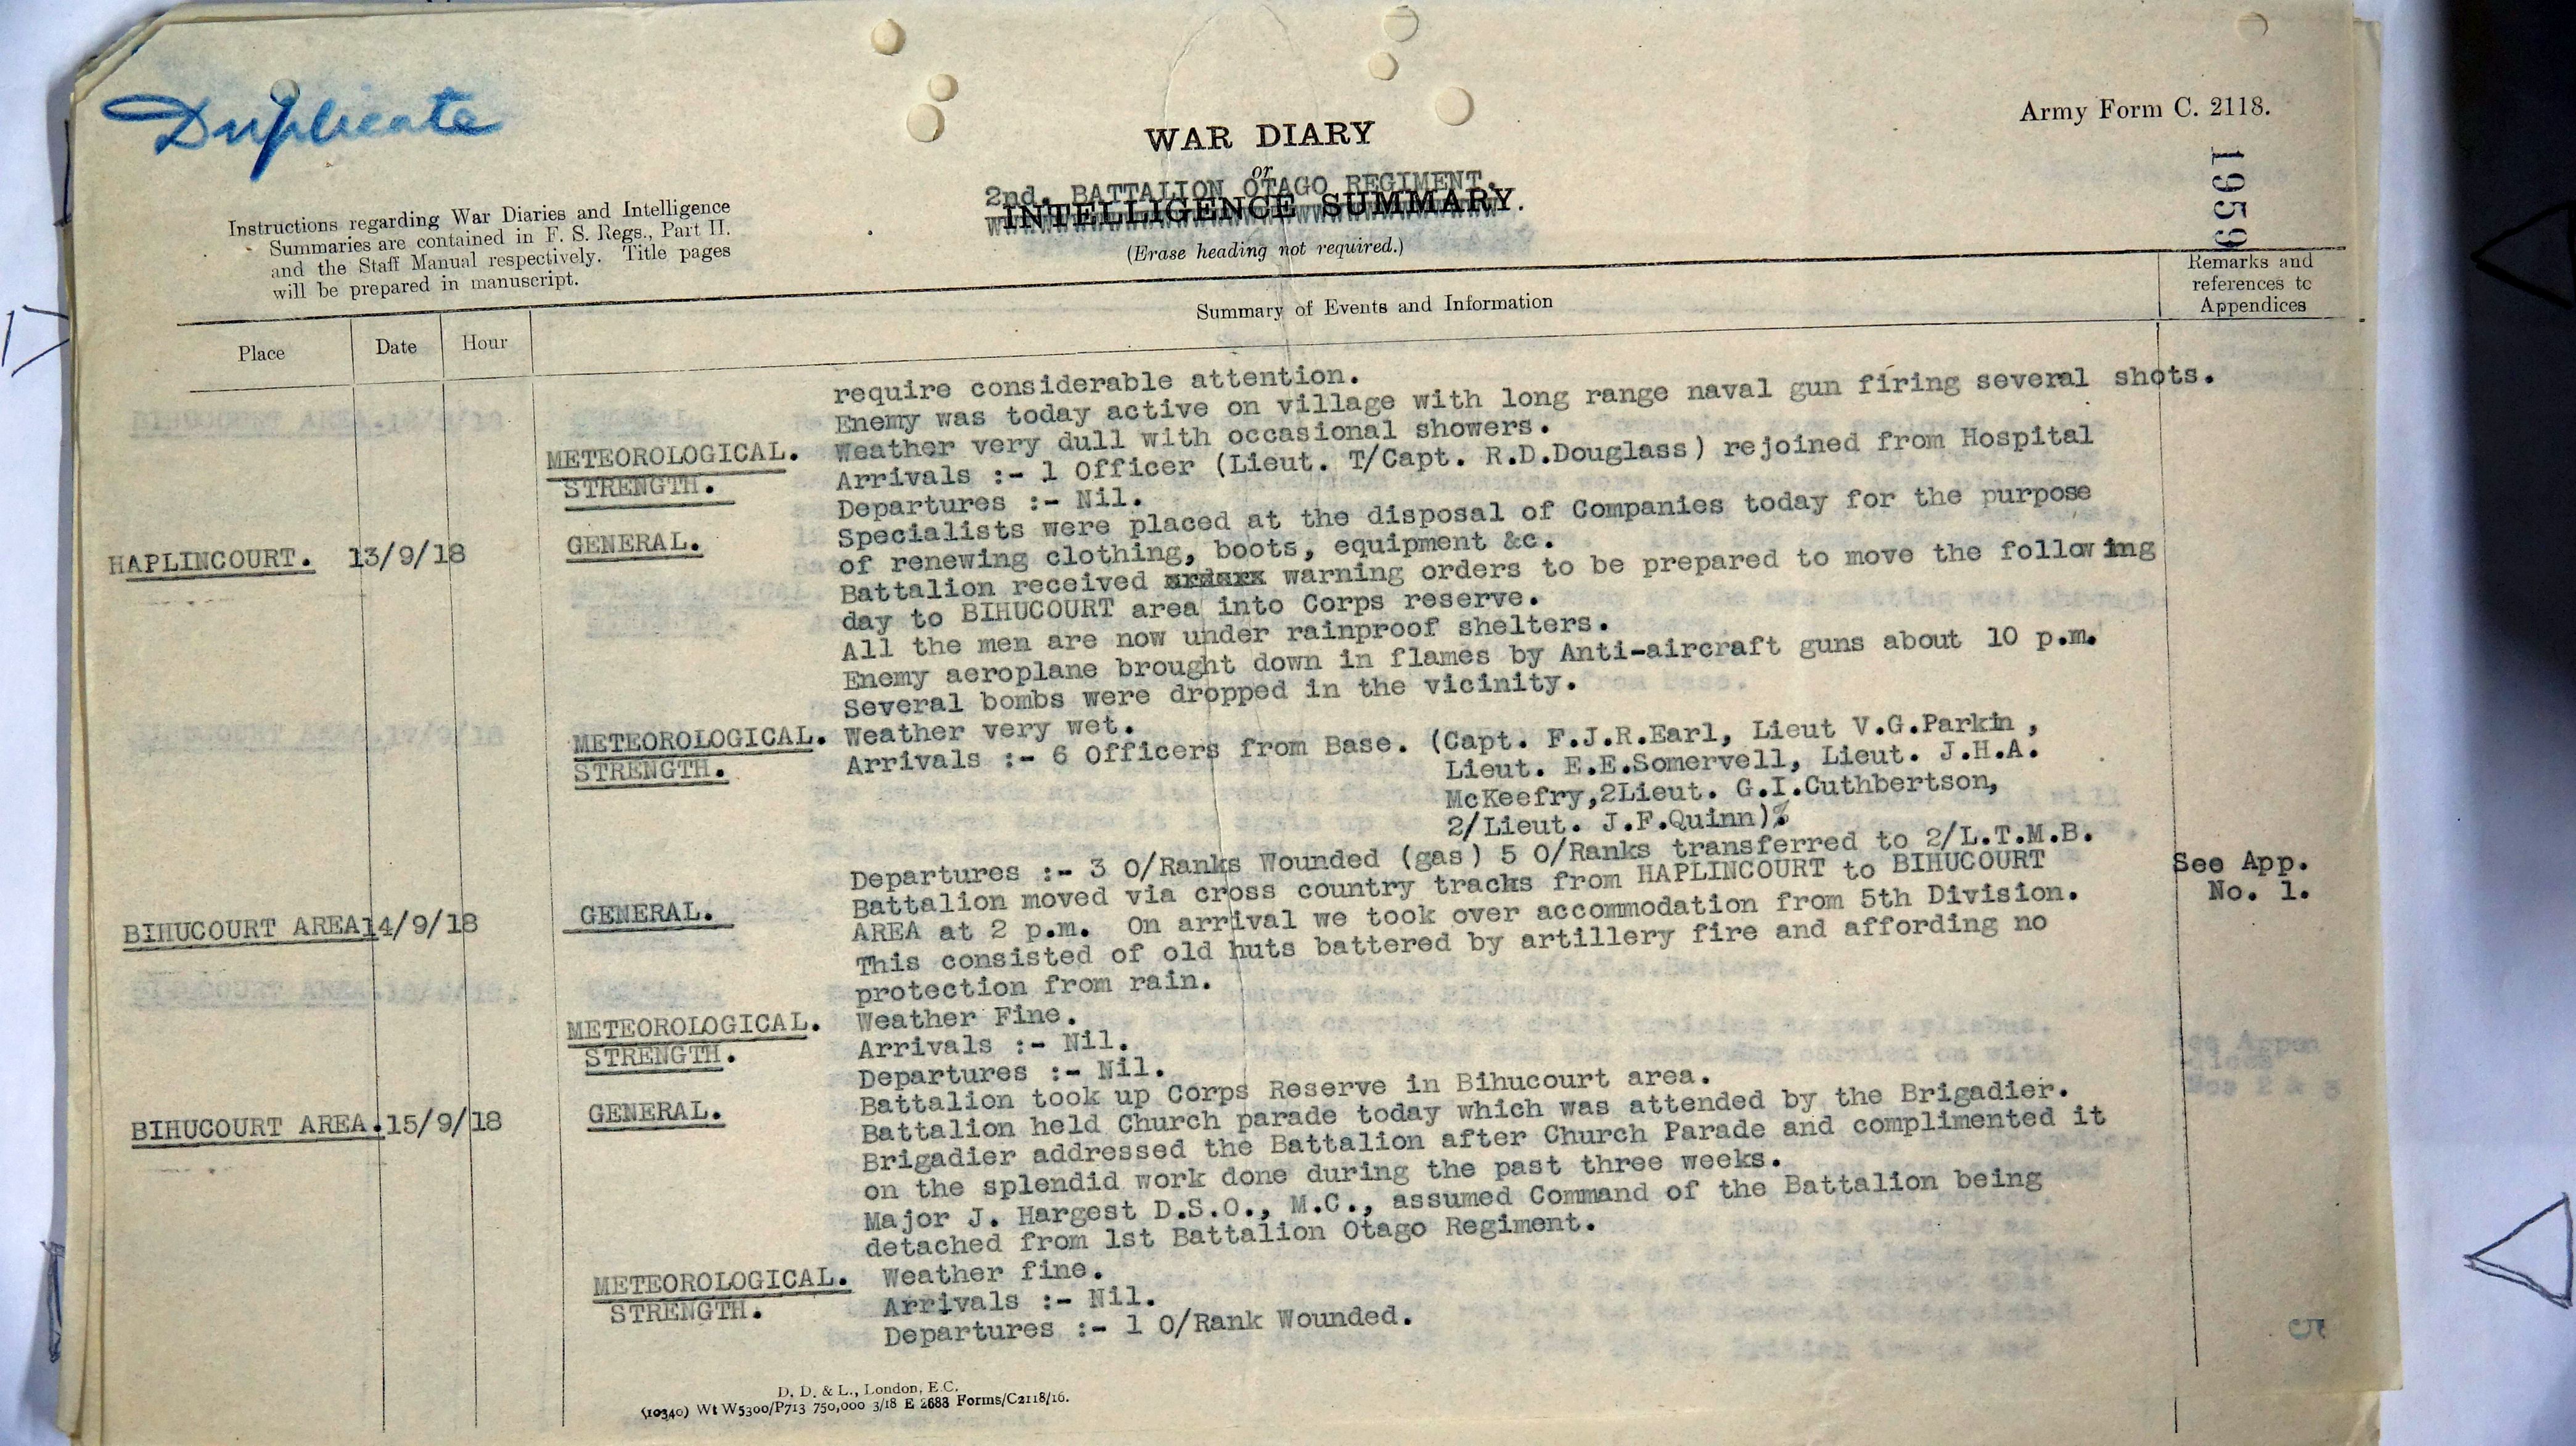 Duplicate
Army Form C. 2118.
1959
WAR DIARY
or
2nd. BATTALION OTAGO REGIMENT.
INTELLIGENCE SUMMARY.
(Erase heading not required.)
Instructions regarding War Diaries and Intelligence
Summaries are contained in F. S. Regs., Part II.
and the Staff Manual respectively. Title pages
will be prepared in manuscript.
Place Date Hour Summary of Events and Information
Remarks and
references to
Appendices
require considerable attention.
Enemy was today active on village with long range naval gun firing several shots.
METEOROLOGICAL. Weather very dull with occasional showers.
STRENGTH. Arrivals :- 1 Officer (Lieut. T/Capt. R.D.Douglass) rejoined from Hospital
Departures :- Nil.
HAPLINCOURT. 13/9/18 GENERAL. Specialists were placed at the disposal of Companies today for the purpose
of renewing clothing, boots, equipment &c.
Battalion received warning orders to be prepared to move the following
day to BIHUCOURT area into Corps reserve.
All the men are now under rainproof shelters.
Enemy aeroplane brought down in flames by Anti-aircraft guns about 10 p.m.
Several bombs were dropped in the vicinity.
METEOROLOGICAL. Weather very wet.
STRENGTH. Arrivals :- 6 Officers from Base. (Capt. F.J.R.Earl, Lieut V.G.Parkin ,
Lieut. E.E.Somervell, Lieut. J.H.A.
McKeefry,2Lieut. G.I.Cuthbertson,
2/Lieut. J.F.Quinn)
Departures :- 3 O/Ranks Wounded (gas) 5 O/Ranks transferred to 2/L.T.M.B.
BIHUCOURT AREA14/9/18 GENERAL. Battalion moved via cross country tracks from HAPLINCOURT to BIHUCOURT See App.
AREA at 2 p.m. On arrival we took over accommodation from 5th Division. No. 1.
This consisted of old huts battered by artillery fire and affording no
protection from rain.
METEOROLOGICAL. Weather Fine.
STRENGTH. Arrivals :- Nil.
Departures :- Nil.
BIHUCOURT AREA.15/9/18 GENERAL. Battalion took up Corps Reserve in Bihucourt area.
Battalion held Church parade today which was attended by the Brigadier.
Brigadier addressed the Battalion after Church Parade and complimented it
on the splendid work done during the past three weeks.
Major J. Hargest D.S.O., M.C., assumed Command of the Battalion being
detached from 1st Battalion Otago Regiment.
METEOROLOGICAL. Weather fine.
STRENGTH. Arrivals :- Nil.
Departures :- 1 O/Rank Wounded.
5
D. D. & L., London, E.C.
(10340) Wt W5300/P713 750,000 3/18 E 2688 Forms/C2118/16.